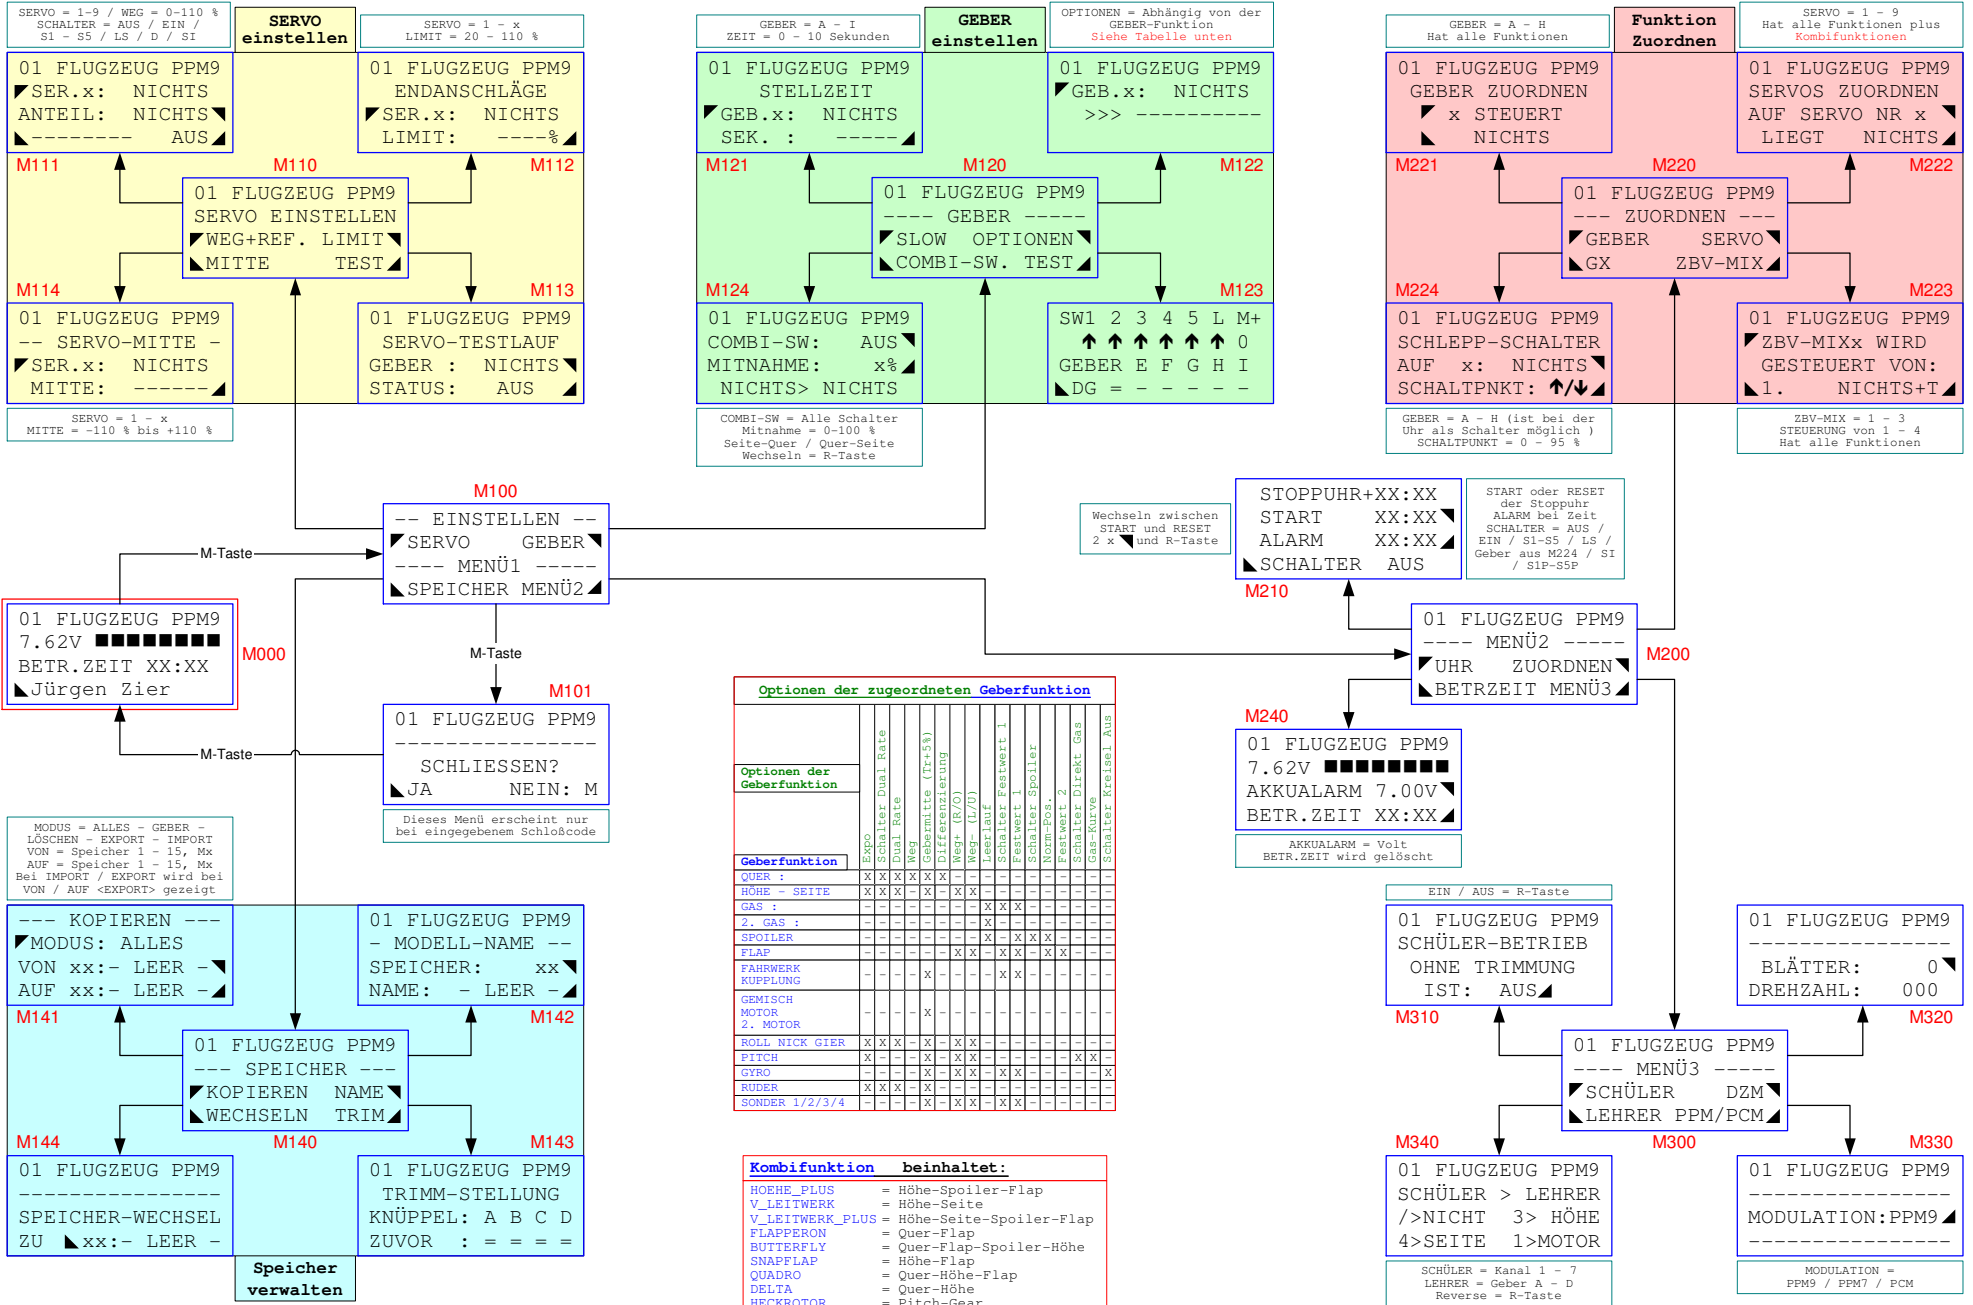 SERVO = 1-9 / WEG = 0-110 %
SCHALTER = AUS / EIN /
S1 - S5 / LS / D / SI
SERVO
einstellen
SERVO = 1 - x
LIMIT = 20 - 110 %
01 FLUGZEUG PPM9
SER.x: NICHTS
ANTEIL: NICHTS
-------- AUS
M111
01 FLUGZEUG PPM9
ENDANSCHLÄGE
SER.x: NICHTS
LIMIT: ----%
M112
M110
01 FLUGZEUG PPM9
SERVO EINSTELLEN
WEG+REF. LIMIT
MITTE TEST
M114
01 FLUGZEUG PPM9
-- SERVO-MITTE -
SER.x: NICHTS
MITTE: ------
M113
01 FLUGZEUG PPM9
SERVO-TESTLAUF
GEBER : NICHTS
STATUS: AUS
SERVO = 1 - x
MITTE = -110 % bis +110 %
GEBER = A - I
ZEIT = 0 - 10 Sekunden
GEBER
einstellen
OPTIONEN = Abhängig von der
GEBER-Funktion
Siehe Tabelle unten
01 FLUGZEUG PPM9
STELLZEIT
GEB.x: NICHTS
SEK. : -----
M121
01 FLUGZEUG PPM9
GEB.x: NICHTS
>>> ----------
M122
M120
01 FLUGZEUG PPM9
---- GEBER -----
SLOW OPTIONEN
COMBI-SW. TEST
M124
01 FLUGZEUG PPM9
COMBI-SW: AUS
MITNAHME: x%
NICHTS> NICHTS
M123
SW1 2 3 4 5 L M+
↑ ↑ ↑ ↑ ↑ ↑ 0
GEBER E F G H I
DG = - - - - -
COMBI-SW = Alle Schalter
Mitnahme = 0-100 %
Seite-Quer / Quer-Seite
Wechseln = R-Taste
GEBER = A - H
Hat alle Funktionen
Funktion
Zuordnen
SERVO = 1 - 9
Hat alle Funktionen plus
Kombifunktionen
01 FLUGZEUG PPM9
GEBER ZUORDNEN
x STEUERT
NICHTS
M221
01 FLUGZEUG PPM9
SERVOS ZUORDNEN
AUF SERVO NR x
LIEGT NICHTS
M222
M220
01 FLUGZEUG PPM9
--- ZUORDNEN ---
GEBER SERVO
GX ZBV-MIX
M224
01 FLUGZEUG PPM9
SCHLEPP-SCHALTER
AUF x: NICHTS
SCHALTPNKT: ↑/↓
M223
01 FLUGZEUG PPM9
ZBV-MIXx WIRD
GESTEUERT VON:
1. NICHTS+T
GEBER = A - H (ist bei der
Uhr als Schalter möglich )
SCHALTPUNKT = 0 - 95 %
ZBV-MIX = 1 - 3
STEUERUNG von 1 - 4
Hat alle Funktionen
M100
-- EINSTELLEN --
SERVO GEBER
---- MENÜ1 -----
SPEICHER MENÜ2
M-Taste
01 FLUGZEUG PPM9
7.62V ■■■■■■■■
BETR.ZEIT XX:XX
Jürgen Zier
M000
M-Taste
M101
01 FLUGZEUG PPM9
----------------
SCHLIESSEN?
JA NEIN: M
M-Taste
Dieses Menü erscheint nur
bei eingegebenem Schloßcode
Wechseln zwischen
START und RESET
2 x ◥ und R-Taste
STOPPUHR+XX:XX
START XX:XX
ALARM XX:XX
SCHALTER AUS
M210
START oder RESET
der Stoppuhr
ALARM bei Zeit
SCHALTER = AUS /
EIN / S1-S5 / LS /
Geber aus M224 / SI
/ S1P-S5P
01 FLUGZEUG PPM9
---- MENÜ2 -----
UHR ZUORDNEN
BETRZEIT MENÜ3
M200
M240
01 FLUGZEUG PPM9
7.62V ■■■■■■■■
AKKUALARM 7.00V
BETR.ZEIT XX:XX
AKKUALARM = Volt
BETR.ZEIT wird gelöscht
MODUS = ALLES - GEBER -
LÖSCHEN - EXPORT - IMPORT
VON = Speicher 1 - 15, Mx
AUF = Speicher 1 - 15, Mx
Bei IMPORT / EXPORT wird bei
VON / AUF <EXPORT> gezeigt
--- KOPIEREN ---
MODUS: ALLES
VON xx:- LEER -
AUF xx:- LEER -
M141
01 FLUGZEUG PPM9
- MODELL-NAME --
SPEICHER: xx
NAME: - LEER -
M142
01 FLUGZEUG PPM9
--- SPEICHER ---
KOPIEREN NAME
WECHSELN TRIM
M140
M144
01 FLUGZEUG PPM9
----------------
SPEICHER-WECHSEL
ZU xx:- LEER -
M143
01 FLUGZEUG PPM9
TRIMM-STELLUNG
KNÜPPEL: A B C D
ZUVOR : = = = =
Speicher
verwalten
Optionen der zugeordneten Geberfunktion
Optionen der
Geberfunktion
Geberfunktion
Expo
Schalter Dual Rate
Dual Rate
Weg
Gebermitte (Tr+5%)
Differenzierung
Weg+ (R/O)
Weg- (L/U)
Leerlauf
Schalter Festwert 1
Festwert 1
Schalter Spoiler
Norm-Pos.
Festwert 2
Schalter Direkt Gas
Gas-Kurve
Schalter Kreisel Aus
QUER : X X X X X X - - - - - - - - - - -
HÖHE - SEITE X X X - X - X X - - - - - - - - -
GAS : - - - - - - - - X X X - - - - - -
2. GAS : - - - - - - - - X - - - - - - - -
SPOILER - - - - - - - - X - X X X - - - -
FLAP - - - - - - X X - X X - X X - - -
FAHRWERK
KUPPLUNG - - - - X - - - - X X - - - - - -
GEMISCH
MOTOR - - - - X - - - - - - - - - - - -
2. MOTOR
ROLL NICK GIER X X X - X - X X - - - - - - - - -
PITCH X - - - X - X X - - - - - - X X -
GYRO - - - - X - X X - X X - - - - - X
RUDER X X X - X - - - - - - - - - - - -
SONDER 1/2/3/4 - - - - X - X X - X X - - - - - -
Kombifunktion beinhaltet:
HOEHE_PLUS = Höhe-Spoiler-Flap
V_LEITWERK = Höhe-Seite
V_LEITWERK_PLUS = Höhe-Seite-Spoiler-Flap
FLAPPERON = Quer-Flap
BUTTERFLY = Quer-Flap-Spoiler-Höhe
SNAPFLAP = Höhe-Flap
QUADRO = Quer-Höhe-Flap
DELTA = Quer-Höhe
HECKROTOR = Pitch-Gear
EIN / AUS = R-Taste
01 FLUGZEUG PPM9
SCHÜLER-BETRIEB
OHNE TRIMMUNG
IST: AUS
M310
01 FLUGZEUG PPM9
----------------
BLÄTTER: 0
DREHZAHL: 000
M320
01 FLUGZEUG PPM9
---- MENÜ3 -----
SCHÜLER DZM
LEHRER PPM/PCM
M300
M340
01 FLUGZEUG PPM9
SCHÜLER > LEHRER
/>NICHT 3> HÖHE
4>SEITE 1>MOTOR
M330
01 FLUGZEUG PPM9
----------------
MODULATION:PPM9
----------------
SCHÜLER = Kanal 1 - 7
LEHRER = Geber A - D
Reverse = R-Taste
MODULATION =
PPM9 / PPM7 / PCM